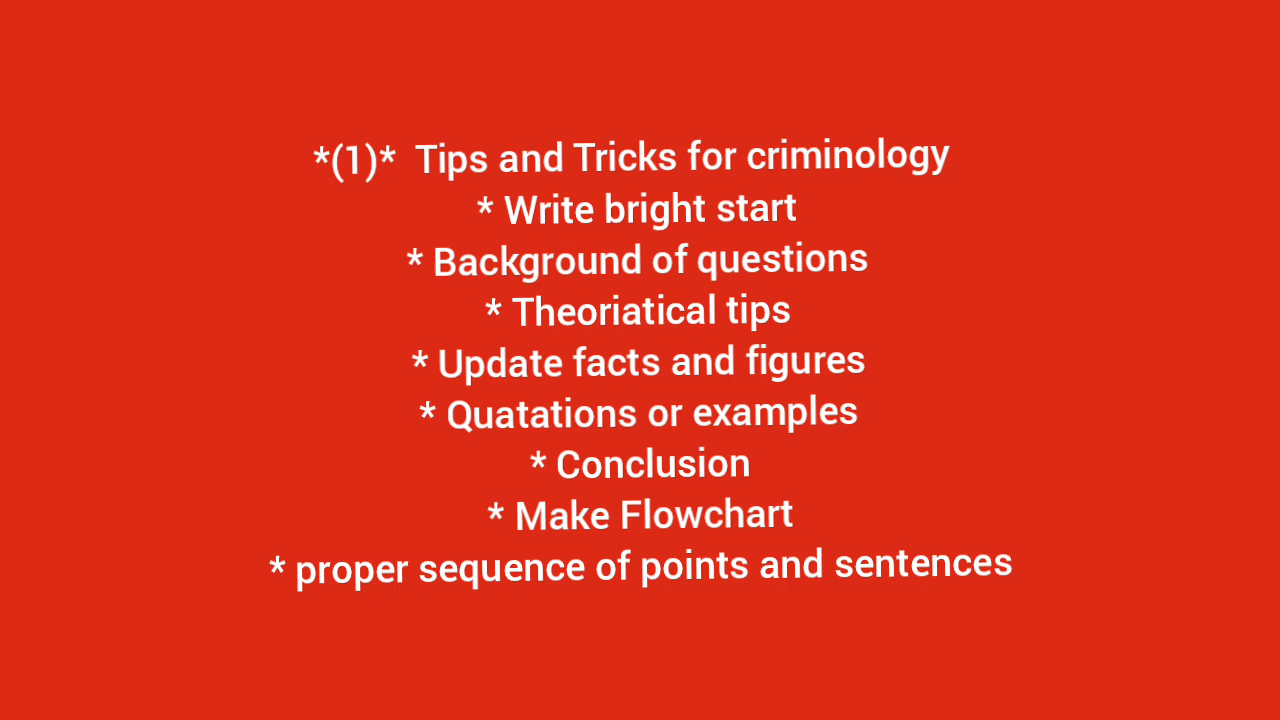 *(1)*  Tips and Tricks for criminology
* Write bright start
* Background of questions
* Theoriatical tips
* Update facts and figures
* Quatations or examples
* Conclusion
* Make Flowchart
* proper sequence of points and sentences